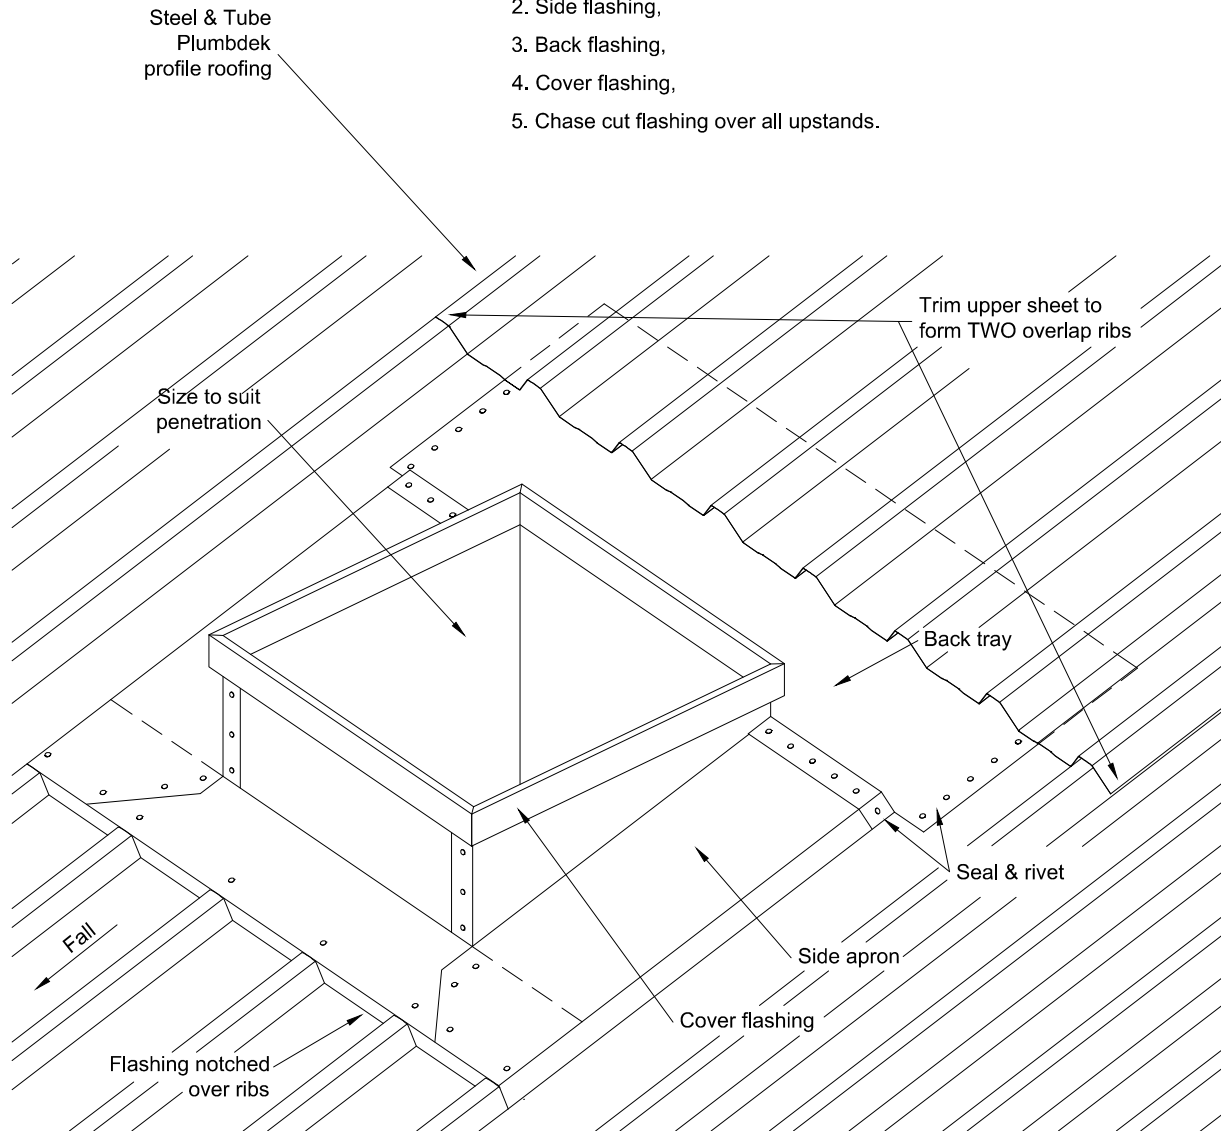 2. Side flashing,
Steel & Tube
Plumbdek
profile roofing
3. Back flashing,
4. Cover flashing,
5. Chase cut flashing over all upstands.
Trim upper sheet to
form TWO overlap ribs
Size to suit
penetration
Back tray
Seal & rivet
Fall
Side apron
Cover flashing
Flashing notched
over ribs